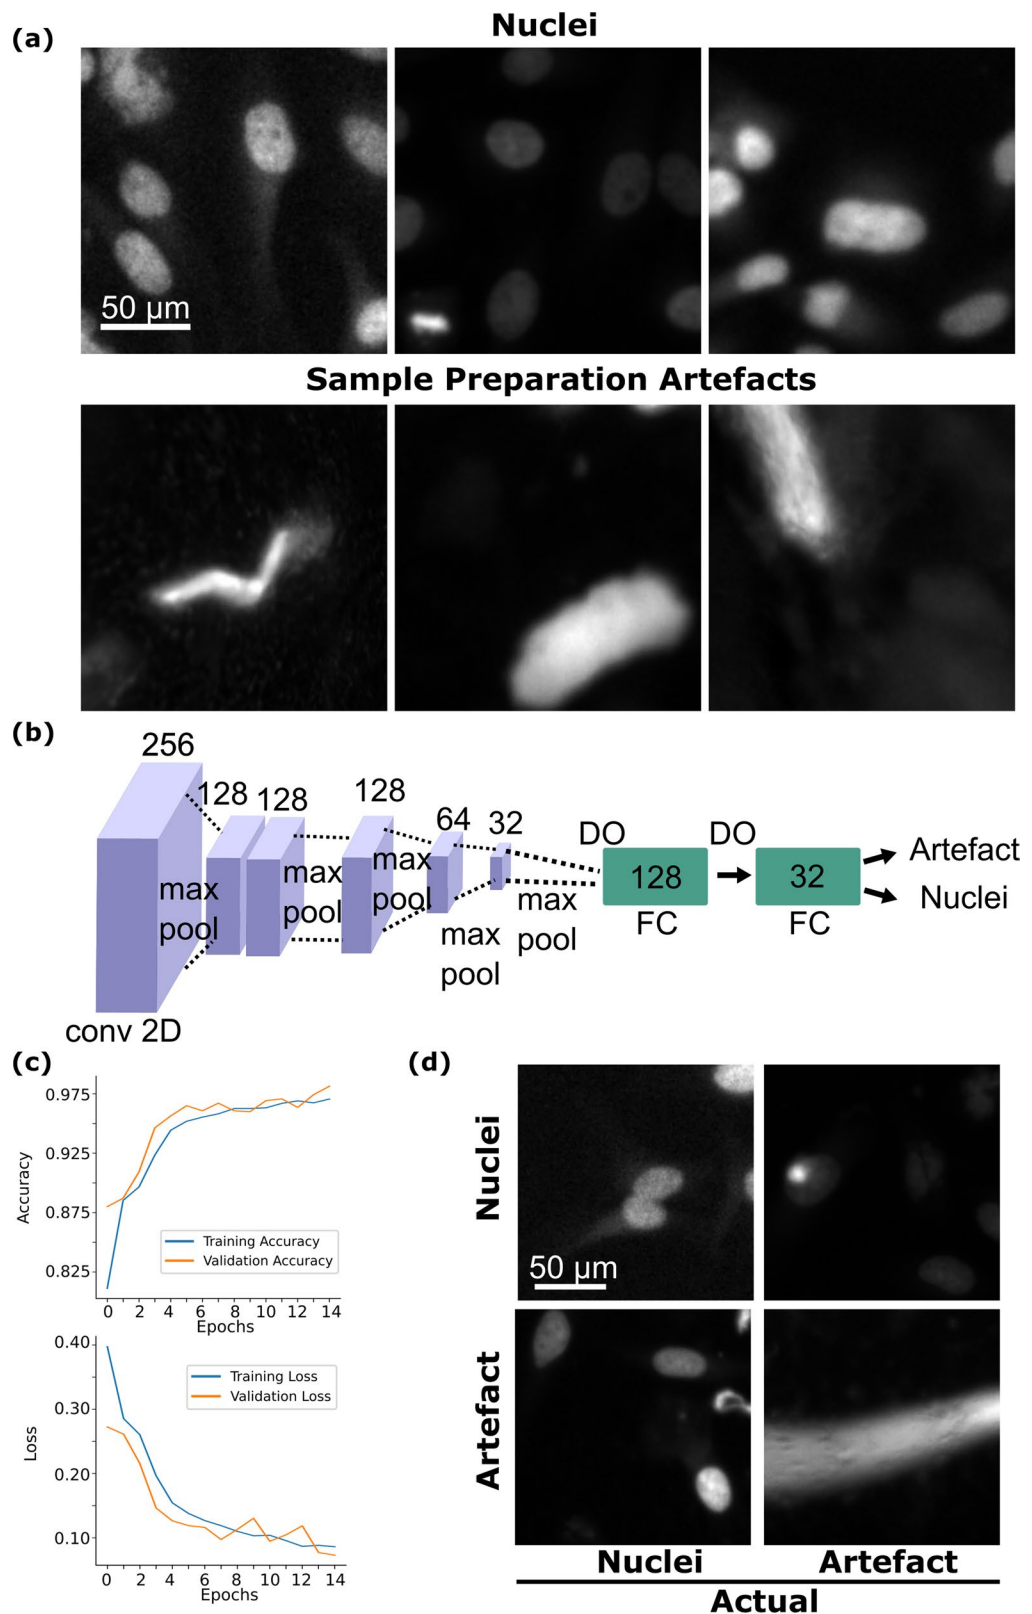 (a)
Nuclei
50 µm
Sample Preparation Artefacts
(b)
256
128
128
128
64
32
max
pool
max
pool
max
pool
max
pool
max
pool
conv 2D
DO
128
FC
DO
32
FC
Artefact
Nuclei
(c)
0.975
0.925
0.875
0.825
Accuracy
Training Accuracy
Validation Accuracy
0 2 4 6 8 10 12 14
Epochs
0.40
0.30
0.20
0.10
Loss
Training Loss
Validation Loss
0 2 4 6 8 10 12 14
Epochs
(d)
Nuclei
50 µm
Artefact
Nuclei
Artefact
Actual